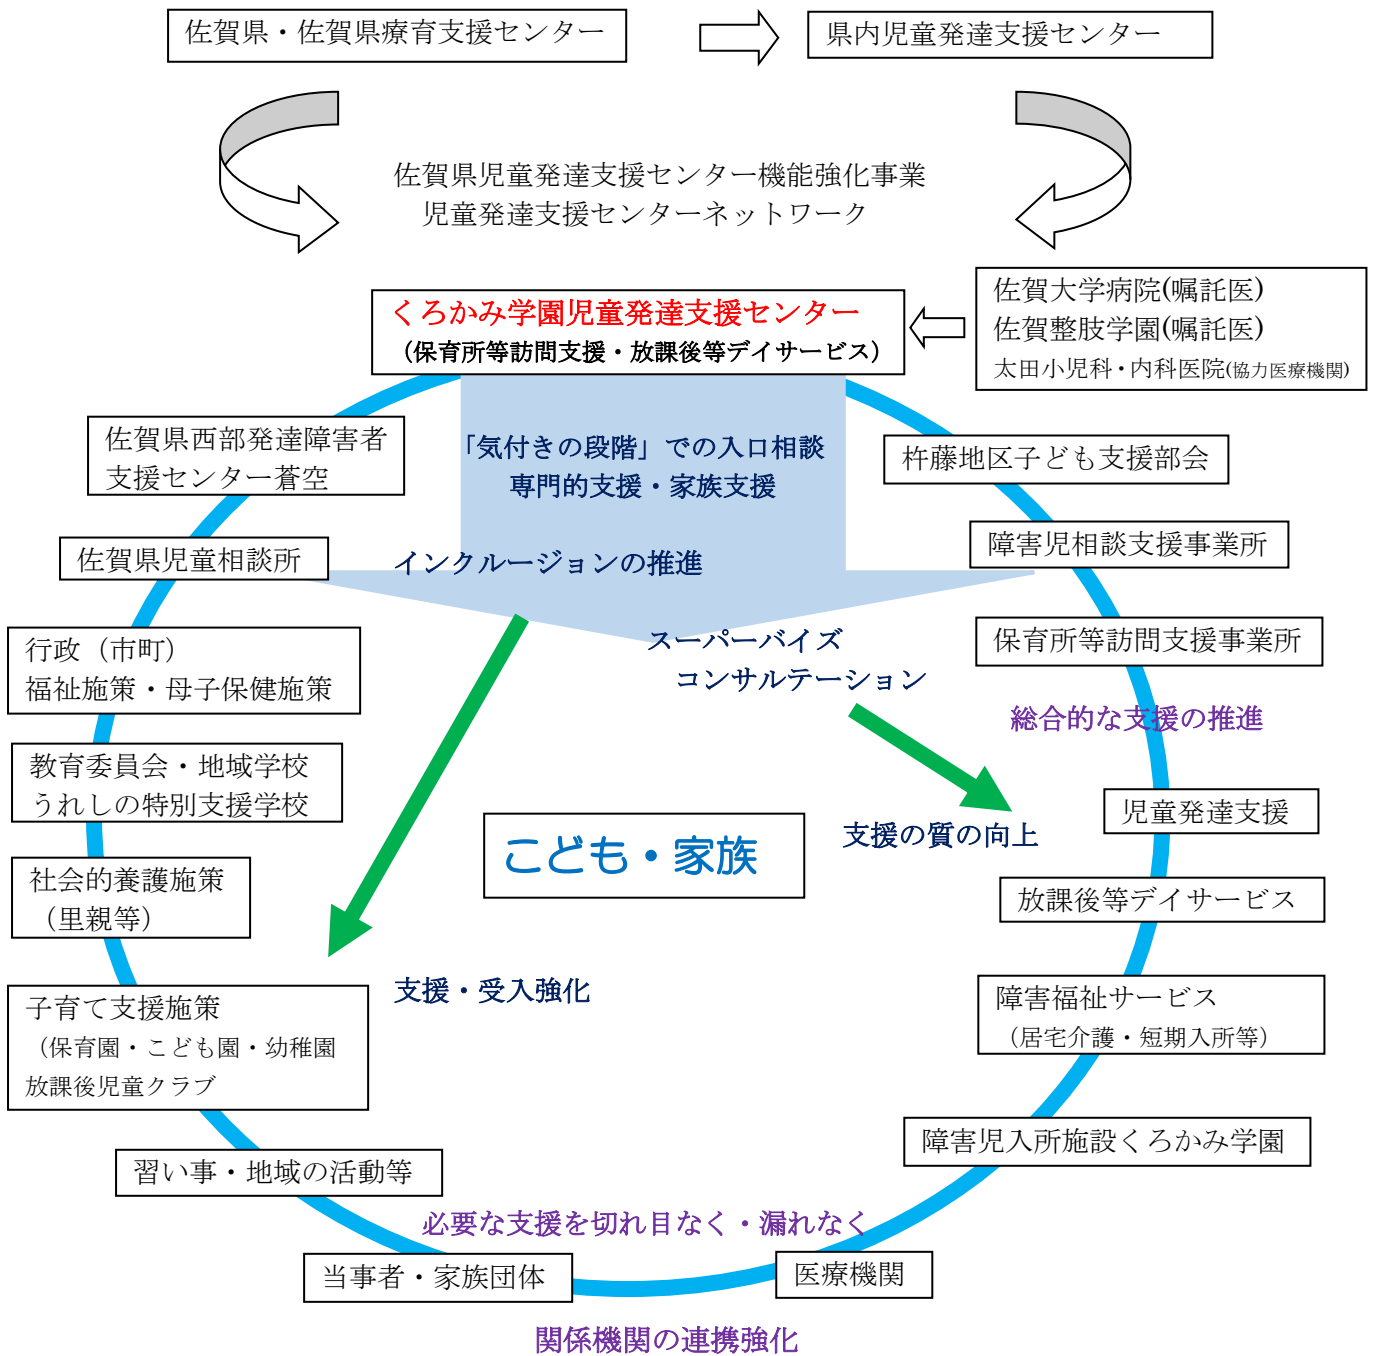 佐賀県・佐賀県療育支援センター
県内児童発達支援センター
佐賀県児童発達支援センター機能強化事業
児童発達支援センターネットワーク
くろかみ学園児童発達支援センター
（保育所等訪問支援・放課後等デイサービス）
佐賀大学病院(嘱託医)
佐賀整肢学園(嘱託医)
太田小児科・内科医院(協力医療機関)
佐賀県西部発達障害者
支援センター蒼空
「気付きの段階」での入口相談
専門的支援・家族支援
杵藤地区子ども支援部会
佐賀県児童相談所
インクルージョンの推進
障害児相談支援事業所
行政（市町）
福祉施策・母子保健施策
スーパーバイズ
コンサルテーション
保育所等訪問支援事業所
総合的な支援の推進
教育委員会・地域学校
うれしの特別支援学校
こども・家族
支援の質の向上
児童発達支援
社会的養護施策
（里親等）
放課後等デイサービス
支援・受入強化
子育て支援施策
（保育園・こども園・幼稚園
放課後児童クラブ
障害福祉サービス
（居宅介護・短期入所等）
習い事・地域の活動等
障害児入所施設くろかみ学園
必要な支援を切れ目なく・漏れなく
当事者・家族団体
医療機関
関係機関の連携強化